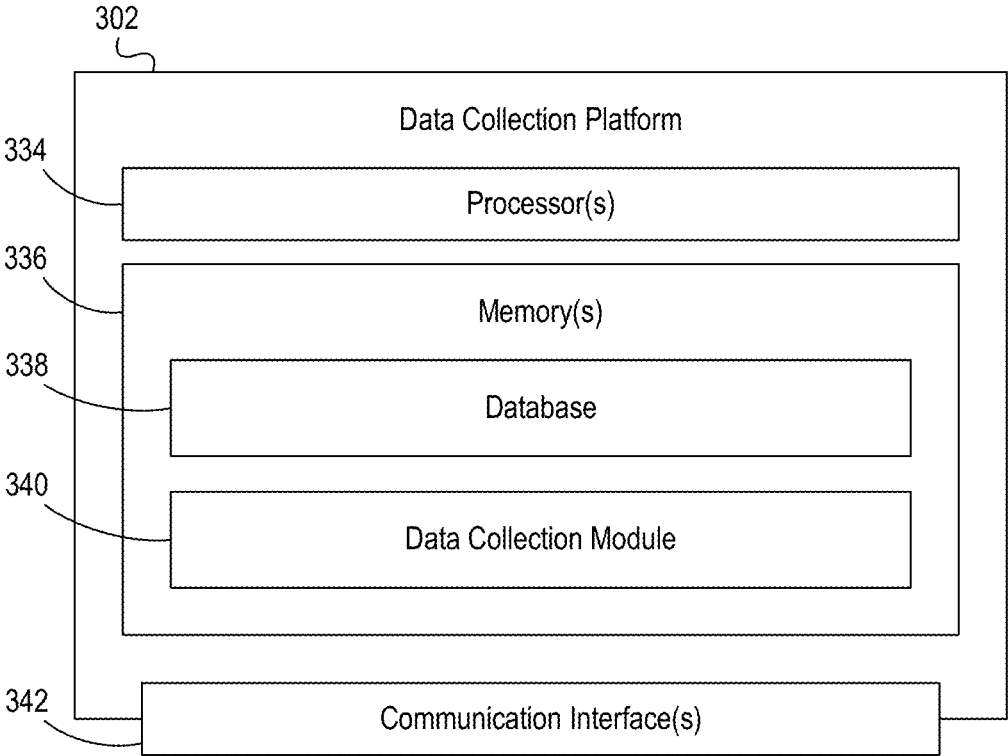 302
Data Collection Platform
334
Processor(s)
336
Memory(s)
338
Database
340
Data Collection Module
342
Communication Interface(s)